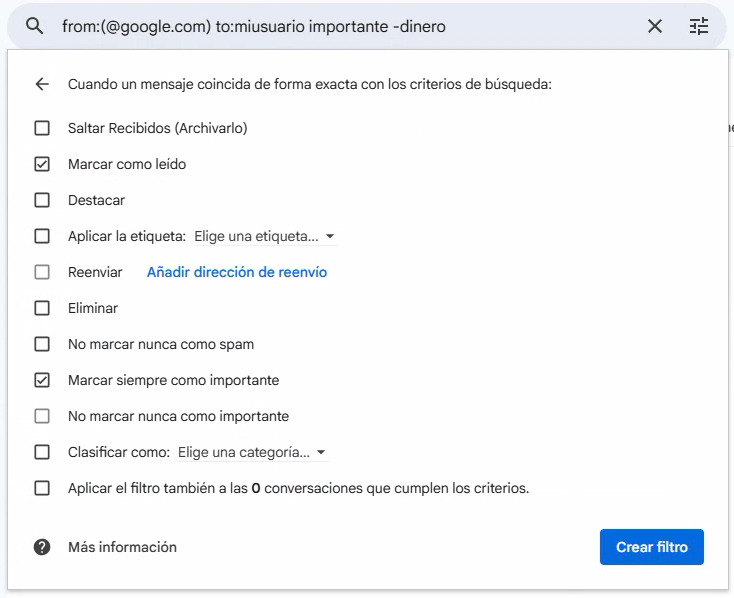 from:(@google.com) to:miusuario importante -dinero
Cuando un mensaje coincida de forma exacta con los criterios de búsqueda:
Saltar Recibidos (Archivarlo)
Marcar como leído
Destacar
Aplicar la etiqueta: Elige una etiqueta...
Reenviar Añadir dirección de reenvío
Eliminar
No marcar nunca como spam
Marcar siempre como importante
No marcar nunca como importante
Clasificar como: Elige una categoría...
Aplicar el filtro también a las 0 conversaciones que cumplen los criterios.
Más información
Crear filtro